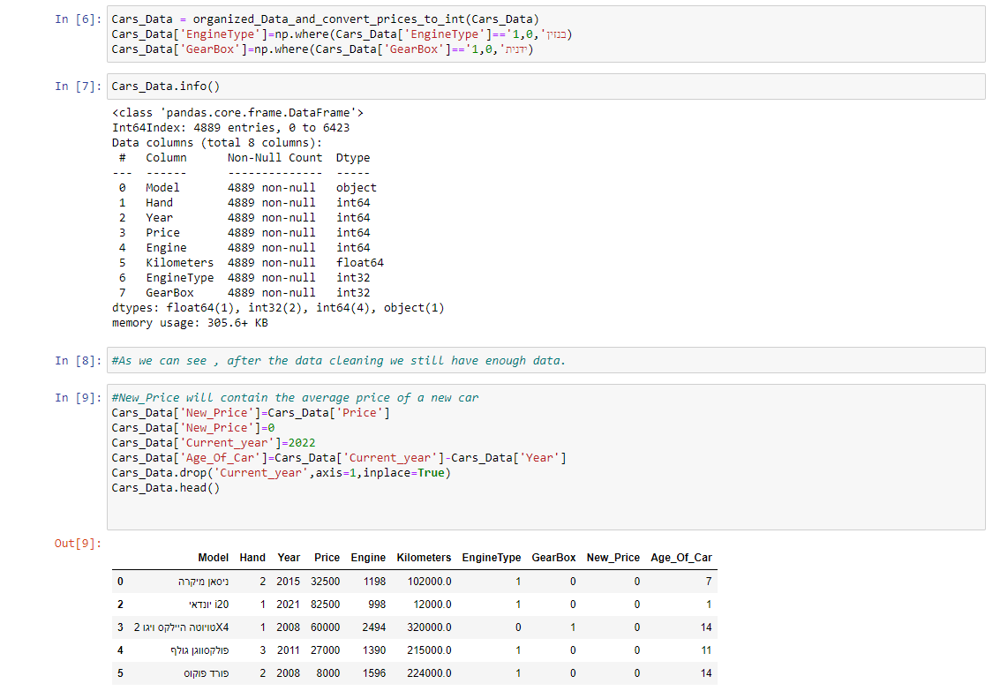 In [6]: Cars_Data = organized_Data_and_convert_prices_to_int(Cars_Data)
Cars_Data['EngineType']=np.where(Cars_Data['EngineType']=='בנזין',1,0)
Cars_Data['GearBox']=np.where(Cars_Data['GearBox']=='ידנית',1,0)
In [7]: Cars_Data.info()
<class 'pandas.core.frame.DataFrame'>
Int64Index: 4889 entries, 0 to 6423
Data columns (total 8 columns):
# Column Non-Null Count Dtype
--- ------ -------------- -----
0 Model 4889 non-null object
1 Hand 4889 non-null int64
2 Year 4889 non-null int64
3 Price 4889 non-null int64
4 Engine 4889 non-null int64
5 Kilometers 4889 non-null float64
6 EngineType 4889 non-null int32
7 GearBox 4889 non-null int32
dtypes: float64(1), int32(2), int64(4), object(1)
memory usage: 305.6+ KB
In [8]: #As we can see , after the data cleaning we still have enough data.
In [9]: #New_Price will contain the average price of a new car
Cars_Data['New_Price']=Cars_Data['Price']
Cars_Data['New_Price']=0
Cars_Data['Current_year']=2022
Cars_Data['Age_Of_Car']=Cars_Data['Current_year']-Cars_Data['Year']
Cars_Data.drop('Current_year',axis=1,inplace=True)
Cars_Data.head()
Out[9]:
Model Hand Year Price Engine Kilometers EngineType GearBox New_Price Age_Of_Car
0 ניסאן מיקרה 2 2015 32500 1198 102000.0 1 0 0 7
2 יונדאי i20 1 2021 82500 998 12000.0 1 0 0 1
3 טויוטה היילקס ויגו 2X4 1 2008 60000 2494 320000.0 0 1 0 14
4 פולקסווגן גולף 3 2011 27000 1390 215000.0 1 0 0 11
5 פורד פוקוס 2 2008 8000 1596 224000.0 1 0 0 14